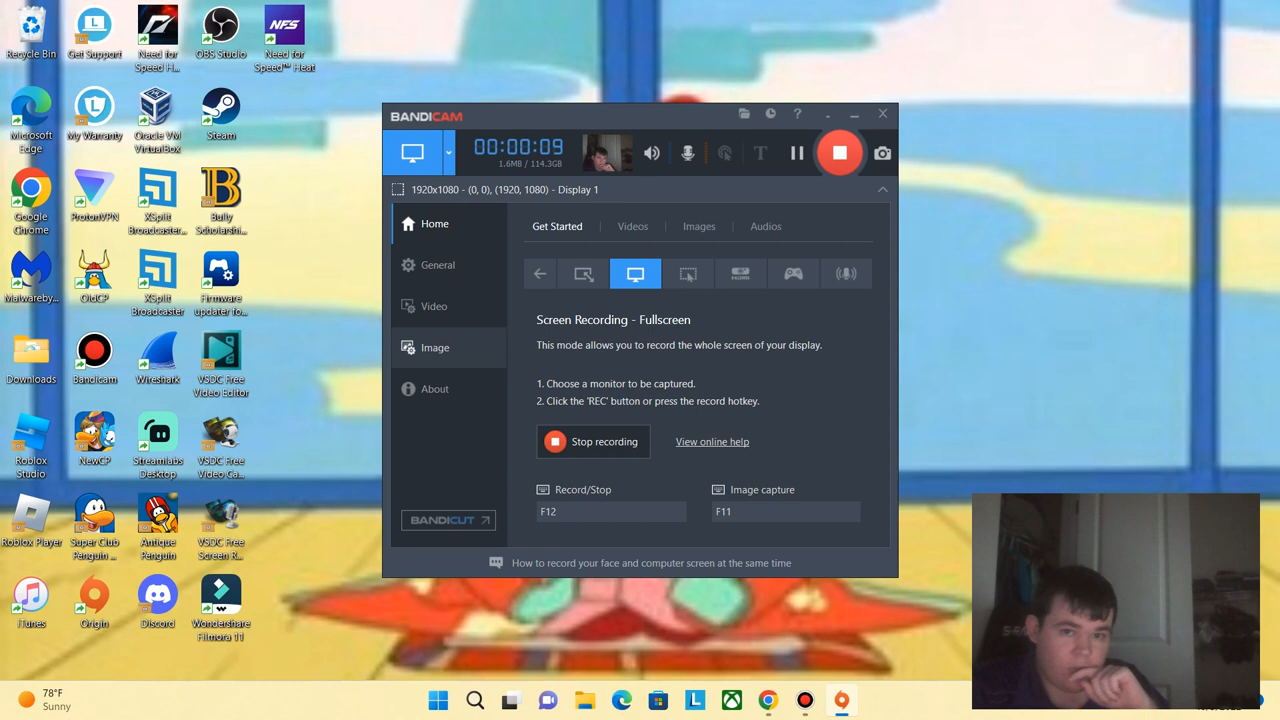 Recycle Bin
Get Support
Need for
Speed H...
OBS Studio
NFS
Need for
Speed™ Heat
Microsoft
Edge
My Warranty
Oracle VM
VirtualBox
Steam
Google
Chrome
ProtonVPN
XSplit
Broadcaster...
Bully
Scholarshi...
Malwareby...
OldCP
XSplit
Broadcaster
Firmware
updater fo...
Downloads
Bandicam
Wireshark
VSDC Free
Video Editor
Roblox
Studio
NewCP
Streamlabs
Desktop
VSDC Free
Video Ca...
Roblox Player
Super Club
Penguin ...
Antique
Penguin
VSDC Free
Screen R...
iTunes
Origin
Discord
Wondershare
Filmora 11
BANDICAM
00:00:09
1.6MB / 114.3GB
1920x1080 - (0, 0), (1920, 1080) - Display 1
Home
General
Video
Image
About
BANDICUT
Get Started
Videos
Images
Audios
Screen Recording - Fullscreen
This mode allows you to record the whole screen of your display.
1. Choose a monitor to be captured.
2. Click the 'REC' button or press the record hotkey.
Stop recording
View online help
Record/Stop
F12
Image capture
F11
How to record your face and computer screen at the same time
78°F
Sunny